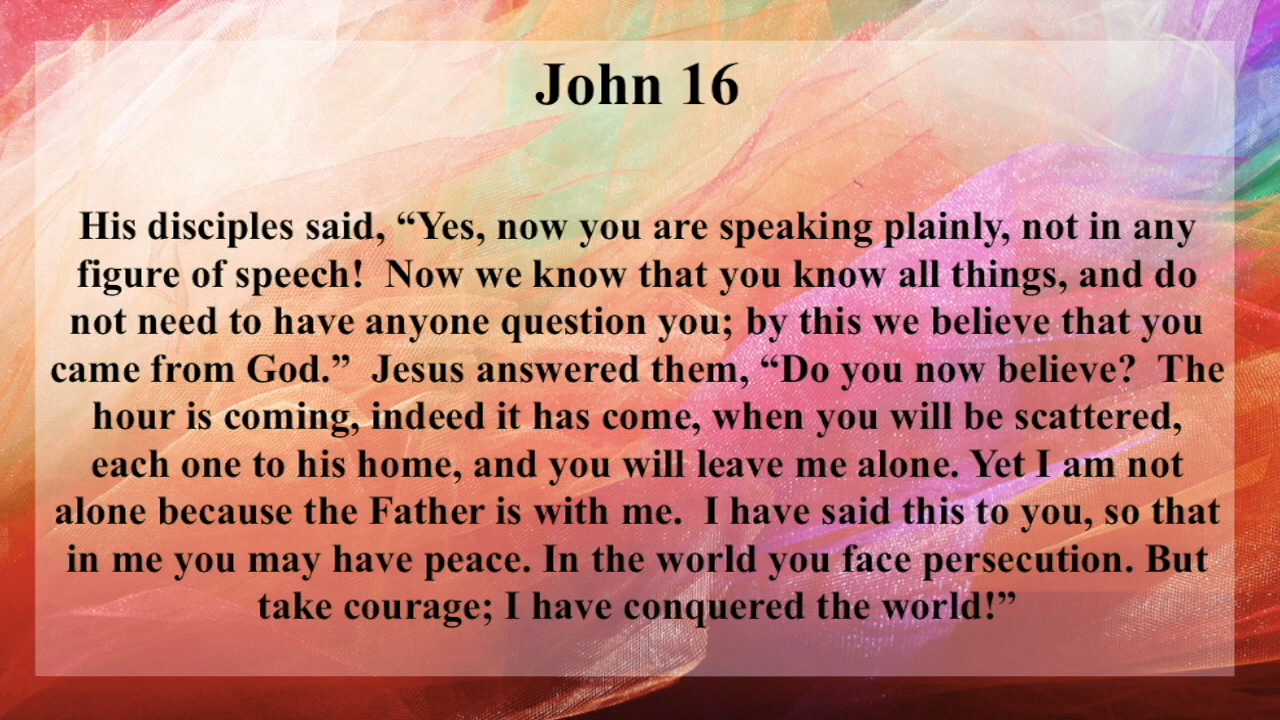 John 16
His disciples said, “Yes, now you are speaking plainly, not in any
figure of speech!  Now we know that you know all things, and do
not need to have anyone question you; by this we believe that you
came from God.”  Jesus answered them, “Do you now believe?  The
hour is coming, indeed it has come, when you will be scattered,
each one to his home, and you will leave me alone. Yet I am not
alone because the Father is with me.  I have said this to you, so that
in me you may have peace. In the world you face persecution. But
take courage; I have conquered the world!”